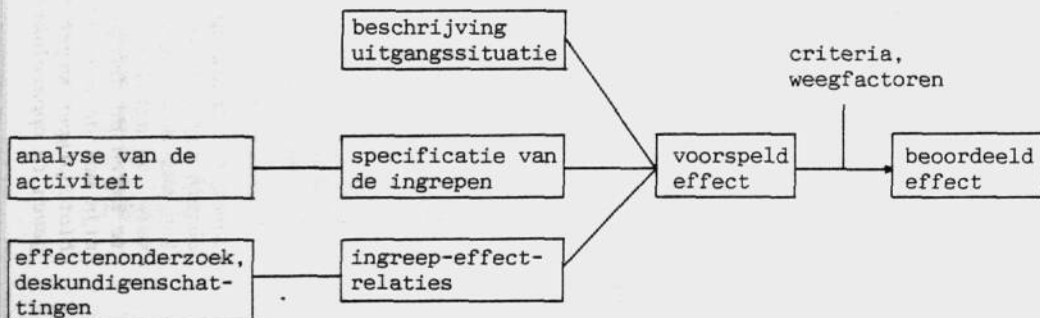 beschrijving
uitgangssituatie
criteria,
weegfactoren
analyse van de
activiteit
specificatie van
de ingrepen
voorspeld
effect
beoordeeld
effect
effectenonderzoek,
deskundigenschat-
tingen
ingreep-effect-
relaties